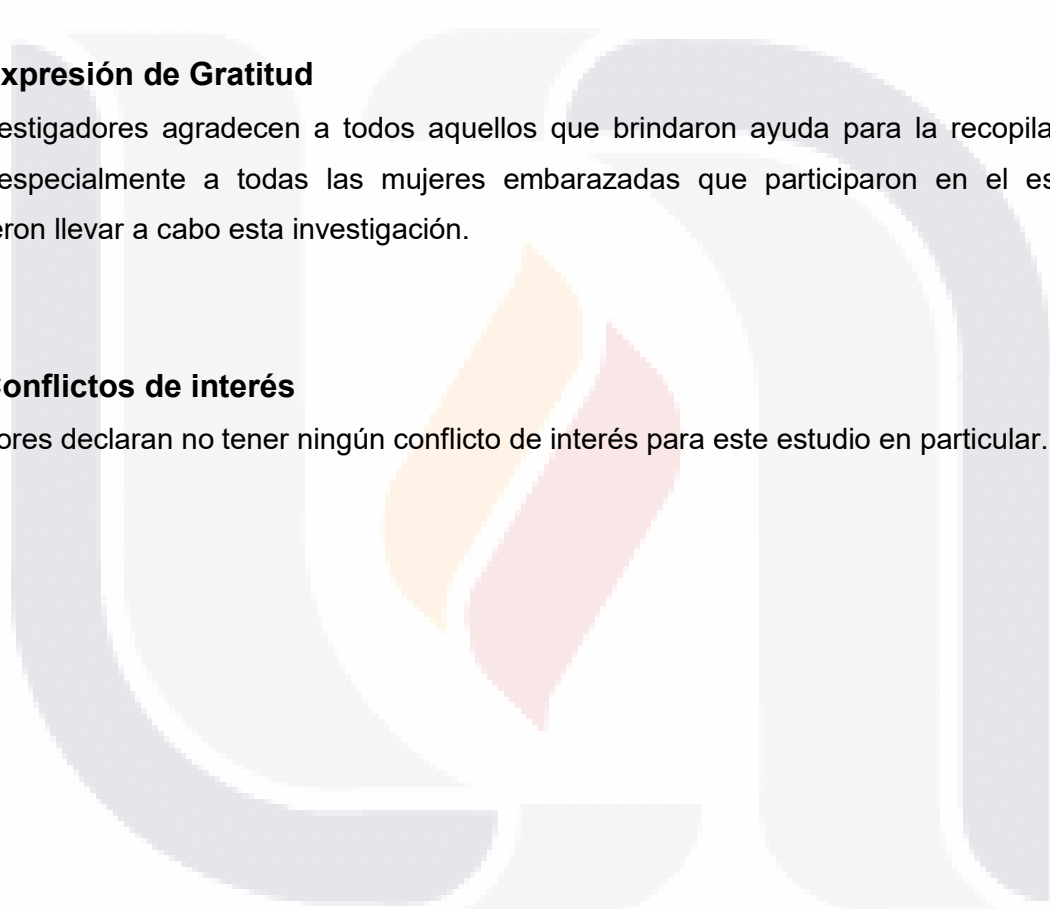 xpresión de Gratitud
estigadores agradecen a todos aquellos que brindaron ayuda para la recopila
especialmente a todas las mujeres embarazadas que participaron en el es
eron llevar a cabo esta investigación.
onflictos de interés
ores declaran no tener ningún conflicto de interés para este estudio en particular.